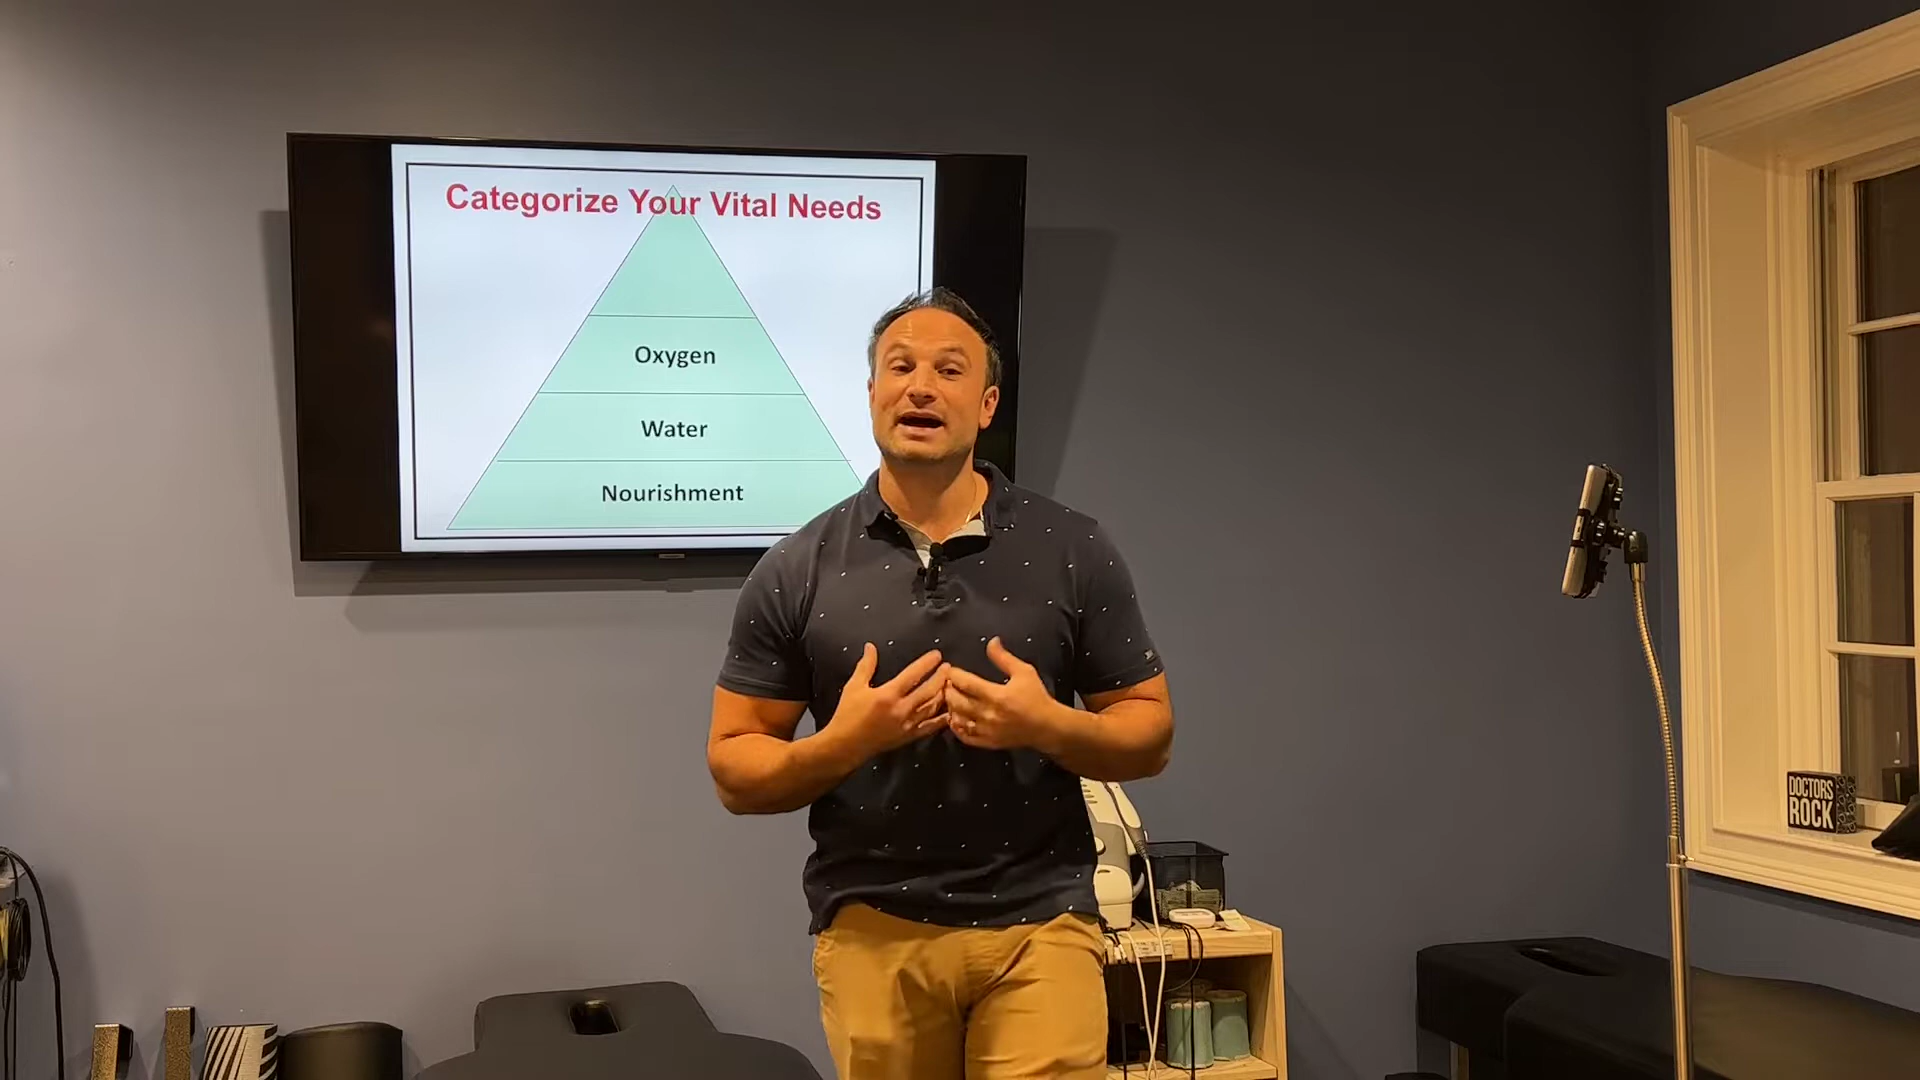 Categorize Your Vital Needs
Oxygen
Water
Nourishment
DOCTORS
ROCK